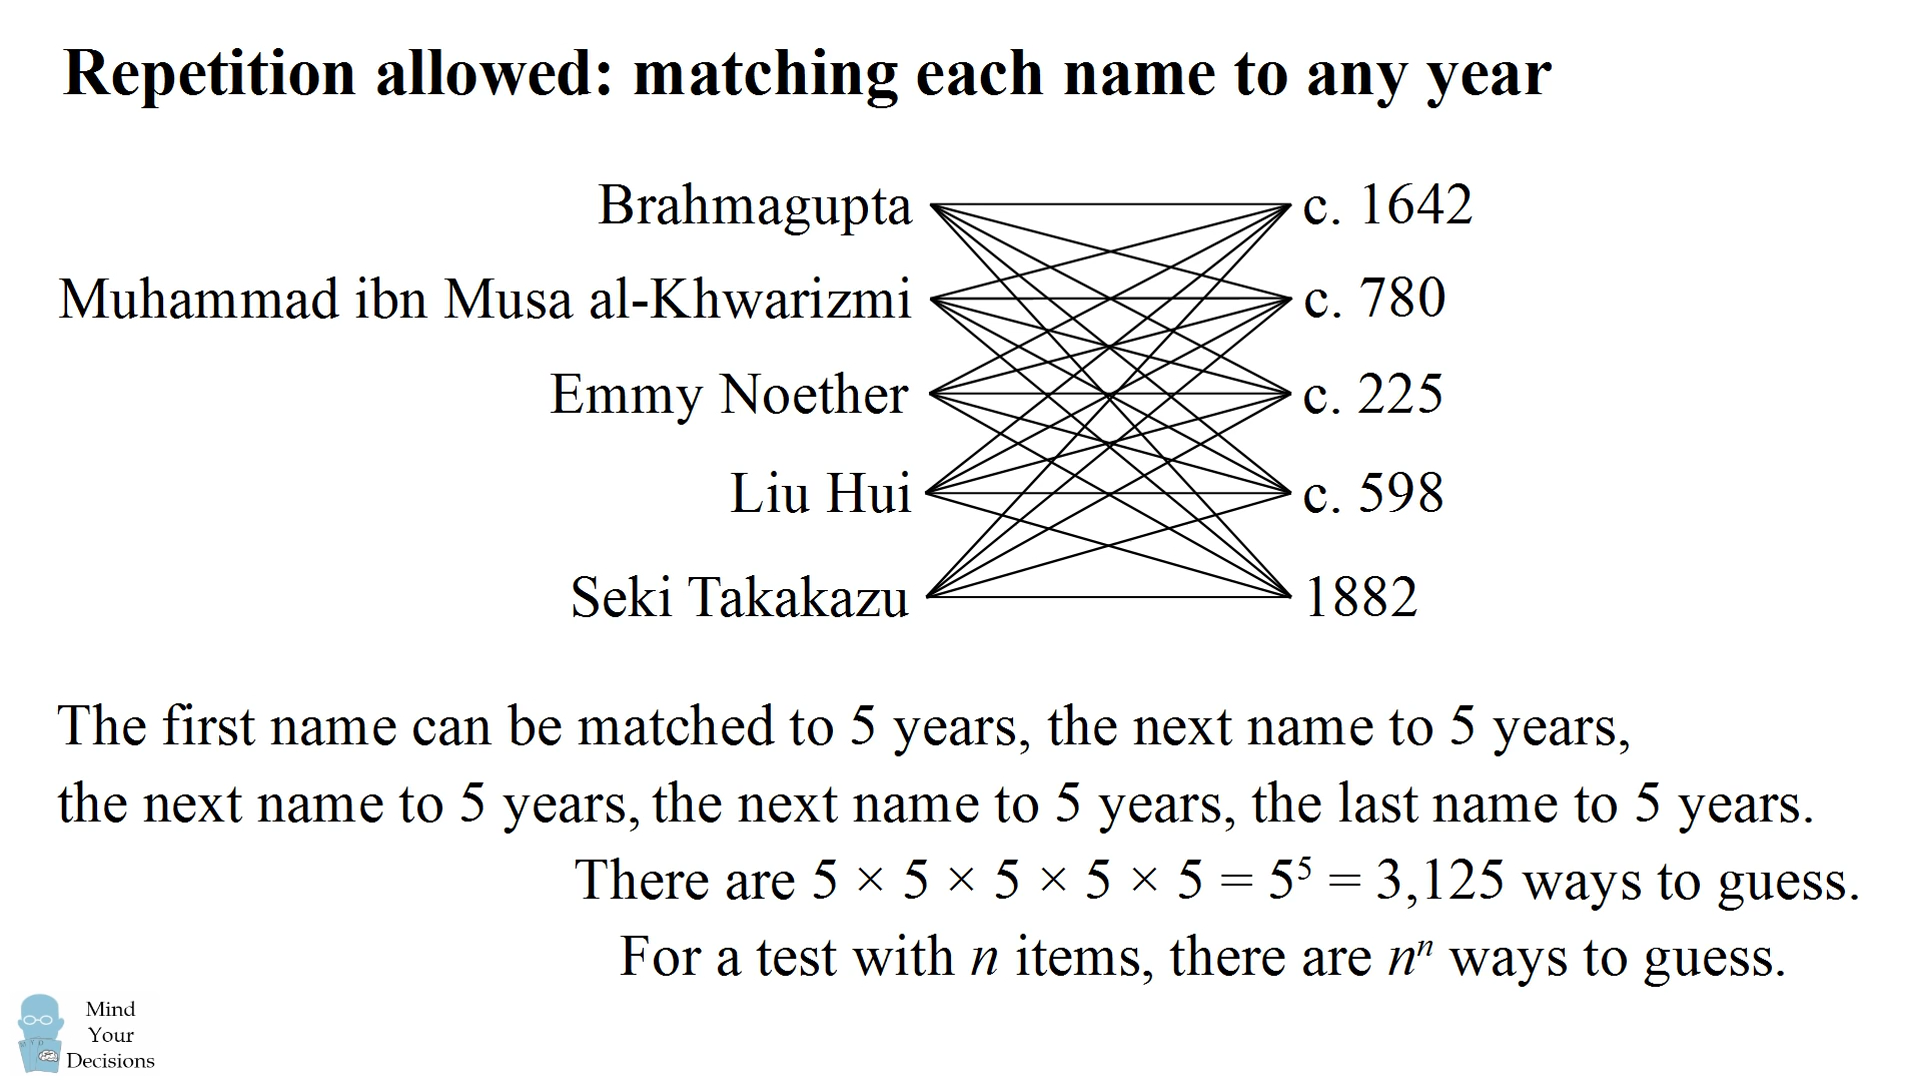 Repetition allowed: matching each name to any year
Brahmagupta c. 1642
Muhammad ibn Musa al-Khwarizmi c. 780
Emmy Noether c. 225
Liu Hui c. 598
Seki Takakazu 1882
The first name can be matched to 5 years, the next name to 5 years,
the next name to 5 years, the next name to 5 years, the last name to 5 years.
There are 5 × 5 × 5 × 5 × 5 = 5⁵ = 3,125 ways to guess.
For a test with n items, there are nⁿ ways to guess.
Mind
Your
Decisions